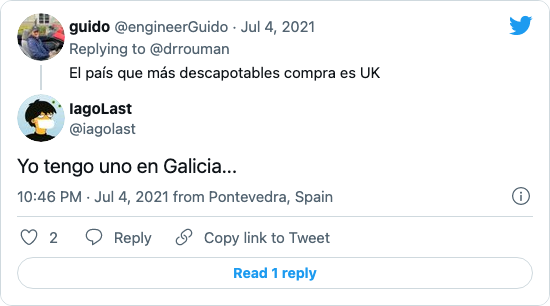 guido @engineerGuido · Jul 4, 2021
Replying to @drrouman
El país que más descapotables compra es UK
IagoLast
@iagolast
Yo tengo uno en Galicia...
10:46 PM · Jul 4, 2021 from Pontevedra, Spain
2 Reply Copy link to Tweet
Read 1 reply